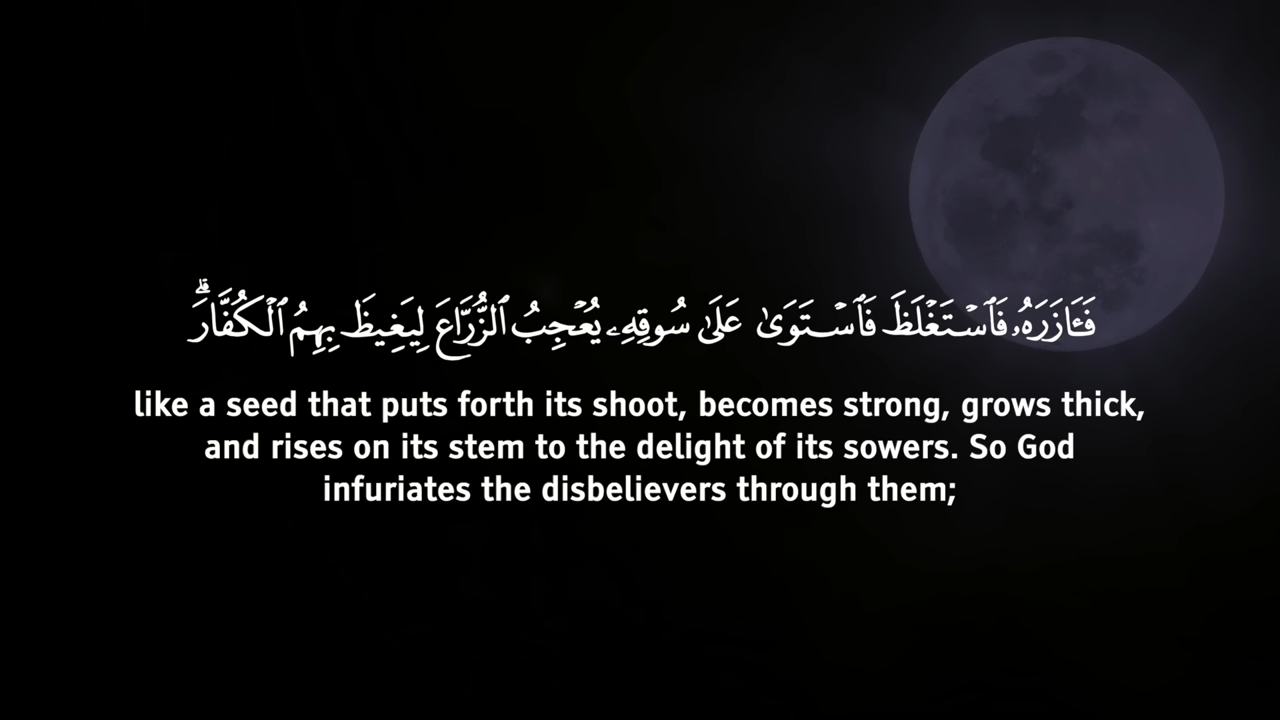 فَـَٔازَرَهُۥ فَٱسۡتَغۡلَظَ فَٱسۡتَوَىٰ عَلَىٰ سُوقِهِۦ يُعۡجِبُ ٱلزُّرَّاعَ لِيَغِيظَ بِهِمُ ٱلۡكُفَّارَۗ
like a seed that puts forth its shoot, becomes strong, grows thick,
and rises on its stem to the delight of its sowers. So God
infuriates the disbelievers through them;